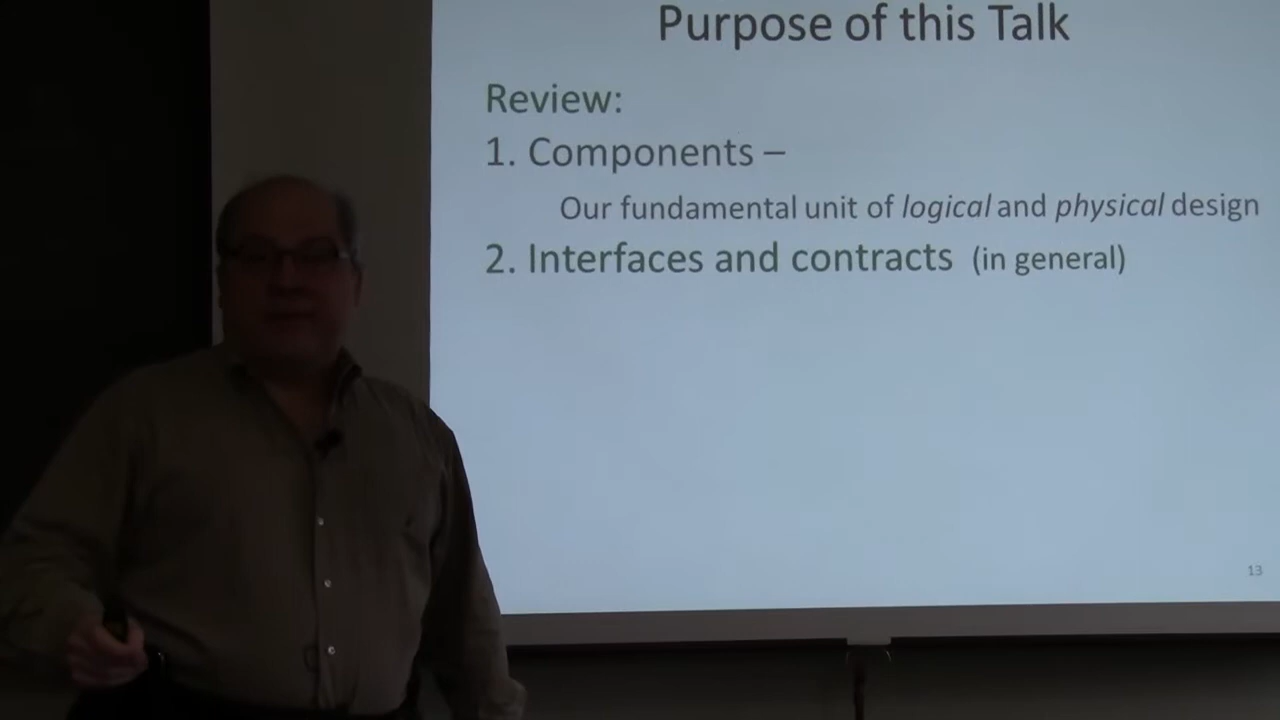 Purpose of this Talk
Review:
1. Components –
Our fundamental unit of logical and physical design
2. Interfaces and contracts (in general)
13